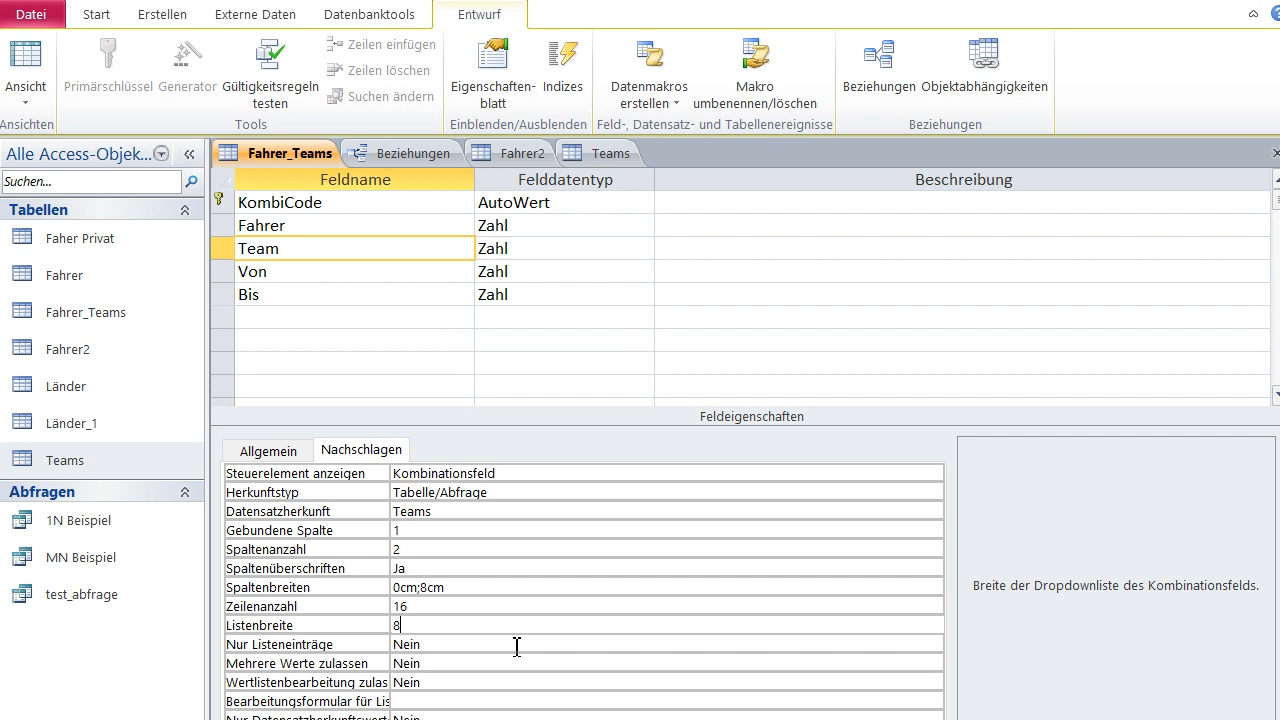 Datei Start Erstellen Externe Daten Datenbanktools Entwurf
Ansicht
Primärschlüssel Generator Gültigkeitsregeln testen
Zeilen einfügen
Zeilen löschen
Suchen ändern
Eigenschaften-blatt Indizes
Datenmakros erstellen
Makro umbenennen/löschen
Beziehungen Objektabhängigkeiten
Ansichten Tools Einblenden/Ausblenden Feld-, Datensatz- und Tabellenereignisse Beziehungen
Alle Access-Objek... «
Suchen...
Tabellen
Faher Privat
Fahrer
Fahrer_Teams
Fahrer2
Länder
Länder_1
Teams
Abfragen
1N Beispiel
MN Beispiel
test_abfrage
Fahrer_Teams Beziehungen Fahrer2 Teams
Feldname Felddatentyp Beschreibung
KombiCode AutoWert
Fahrer Zahl
Team Zahl
Von Zahl
Bis Zahl
Feldeigenschaften
Allgemein Nachschlagen
Steuerelement anzeigen Kombinationsfeld
Herkunftstyp Tabelle/Abfrage
Datensatzherkunft Teams
Gebundene Spalte 1
Spaltenanzahl 2
Spaltenüberschriften Ja
Spaltenbreiten 0cm;8cm
Zeilenanzahl 16
Listenbreite 8
Nur Listeneinträge Nein
Mehrere Werte zulassen Nein
Wertlistenbearbeitung zulas Nein
Bearbeitungsformular für Lis
Nur Datensatzherkunftswert Nein
Breite der Dropdownliste des Kombinationsfelds.